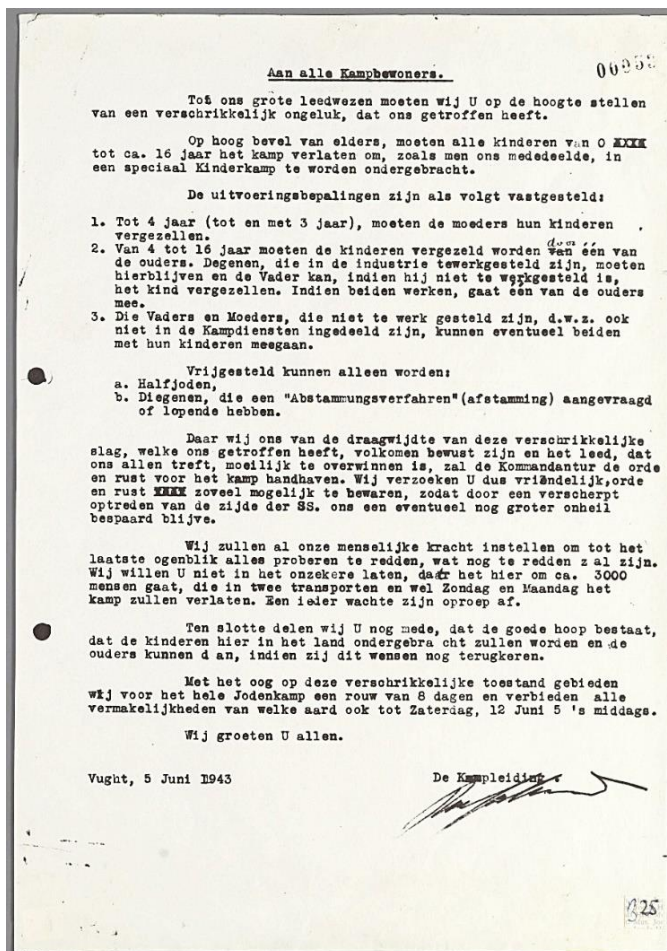 00953
Aan alle Kampbewoners.
Tot ons grote leedwezen moeten wij U op de hoogte stellen
van een verschrikkelijk ongeluk, dat ons getroffen heeft.
Op hoog bevel van elders, moeten alle kinderen van 0 XXXX
tot ca. 16 jaar het kamp verlaten om, zoals men ons mededeelde, in
een speciaal Kinderkamp te worden ondergebracht.
De uitvoeringsbepalingen zijn als volgt vastgesteld:
1. Tot 4 jaar (tot en met 3 jaar), moeten de moeders hun kinderen
vergezellen.
2. Van 4 tot 16 jaar moeten de kinderen vergezeld worden door één van
de ouders. Degenen, die in de industrie tewerkgesteld zijn, moeten
hierblijven en de Vader kan, indien hij niet te werkgesteld is,
het kind vergezellen. Indien beiden werken, gaat één van de ouders
mee.
3. Die Vaders en Moeders, die niet te werk gesteld zijn, d.w.z. ook
niet in de Kampdiensten ingedeeld zijn, kunnen eventueel beiden
met hun kinderen meegaan.
Vrijgesteld kunnen alleen worden:
a. Halfjoden,
b. Diegenen, die een "Abstammungsverfahren" (afstamming) aangevraagd
of lopende hebben.
Daar wij ons van de draagwijdte van deze verschrikkelijke
slag, welke ons getroffen heeft, volkomen bewust zijn en het leed, dat
ons allen treft, moeilijk te overwinnen is, zal de Kommandantur de orde
en rust voor het kamp handhaven. Wij verzoeken U dus vriendelijk,orde
en rust XXXX zoveel mogelijk te bewaren, zodat door een verscherpt
optreden van de zijde der SS. ons een eventueel nog groter onheil
bespaard blijve.
Wij zullen al onze menselijke kracht instellen om tot het
laatste ogenblik alles proberen te redden, wat nog te redden z al zijn.
Wij willen U niet in het onzekere laten, daar het hier om ca. 3000
mensen gaat, die in twee transporten en wel Zondag en Maandag het
kamp zullen verlaten. Een ieder wachte zijn oproep af.
Ten slotte delen wij U nog mede, dat de goede hoop bestaat,
dat de kinderen hier in het land ondergebra cht zullen worden en de
ouders kunnen d an, indien zij dit wensen nog terugkeren.
Met het oog op deze verschrikkelijke toestand gebieden
wij voor het hele Jodenkamp een rouw van 8 dagen en verbieden alle
vermakelijkheden van welke aard ook tot Zaterdag, 12 Juni 5 's middags.
Wij groeten U allen.
Vught, 5 Juni 1943 De Kampleiding
25